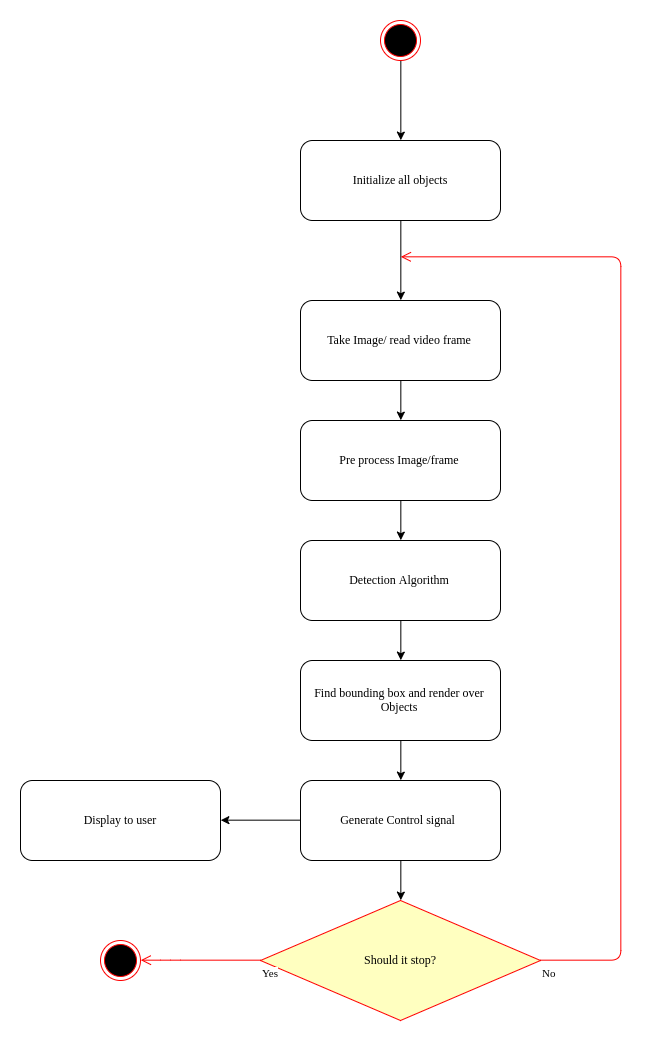 Initialize all objects
Take Image/ read video frame
Pre process Image/frame
Detection Algorithm
Find bounding box and render over
Objects
Display to user
Generate Control signal
Should it stop?
Yes
No